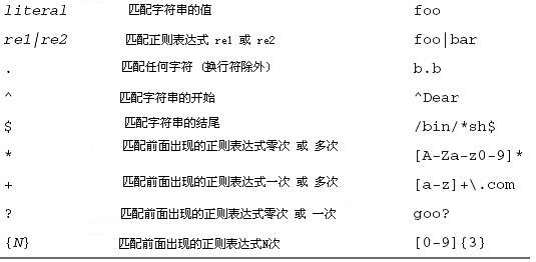 literal 匹配字符串的值 foo
re1|re2 匹配正则表达式 re1 或 re2 foo|bar
. 匹配任何字符 (换行符除外) b.b
^ 匹配字符串的开始 ^Dear
$ 匹配字符串的结尾 /bin/*sh$
* 匹配前面出现的正则表达式零次 或 多次 [A-Za-z0-9]*
+ 匹配前面出现的正则表达式一次 或 多次 [a-z]+\.com
? 匹配前面出现的正则表达式零次 或 一次 goo?
{N} 匹配前面出现的正则表达式N次 [0-9]{3}